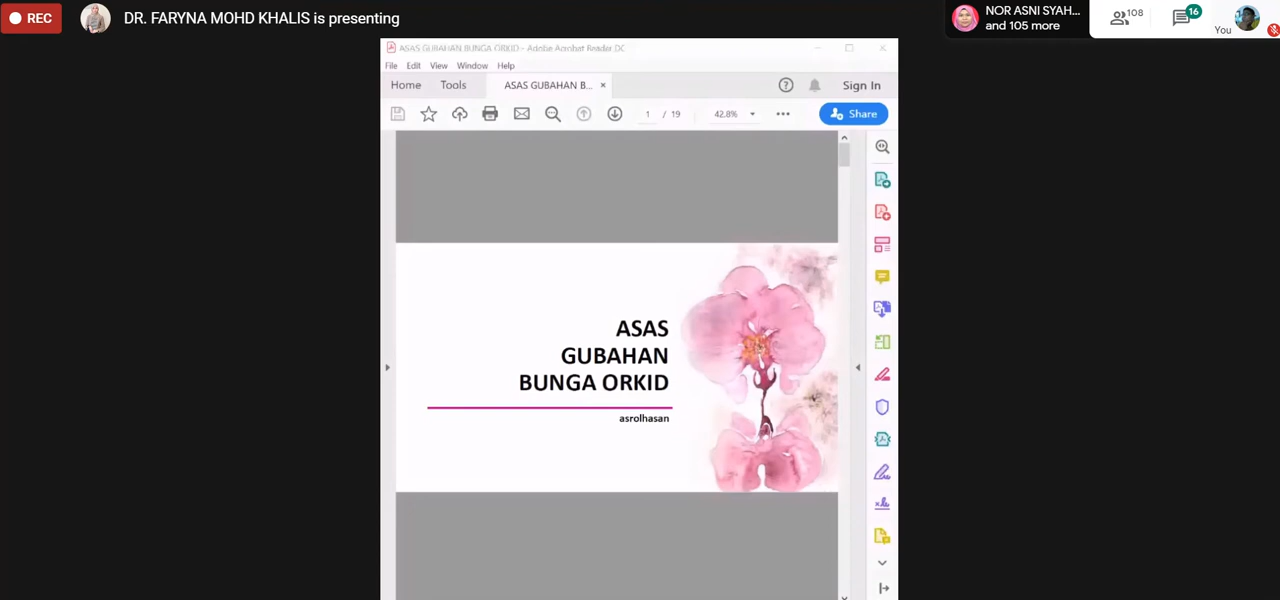 REC
DR. FARYNA MOHD KHALIS is presenting
NOR ASNI SYAH...
and 105 more
108
16
You
ASAS GUBAHAN BUNGA ORKID - Adobe Acrobat Reader DC
File Edit View Window Help
Home Tools ASAS GUBAHAN B... × Sign In
1 / 19 42.8% Share
ASAS
GUBAHAN
BUNGA ORKID
asrolhasan